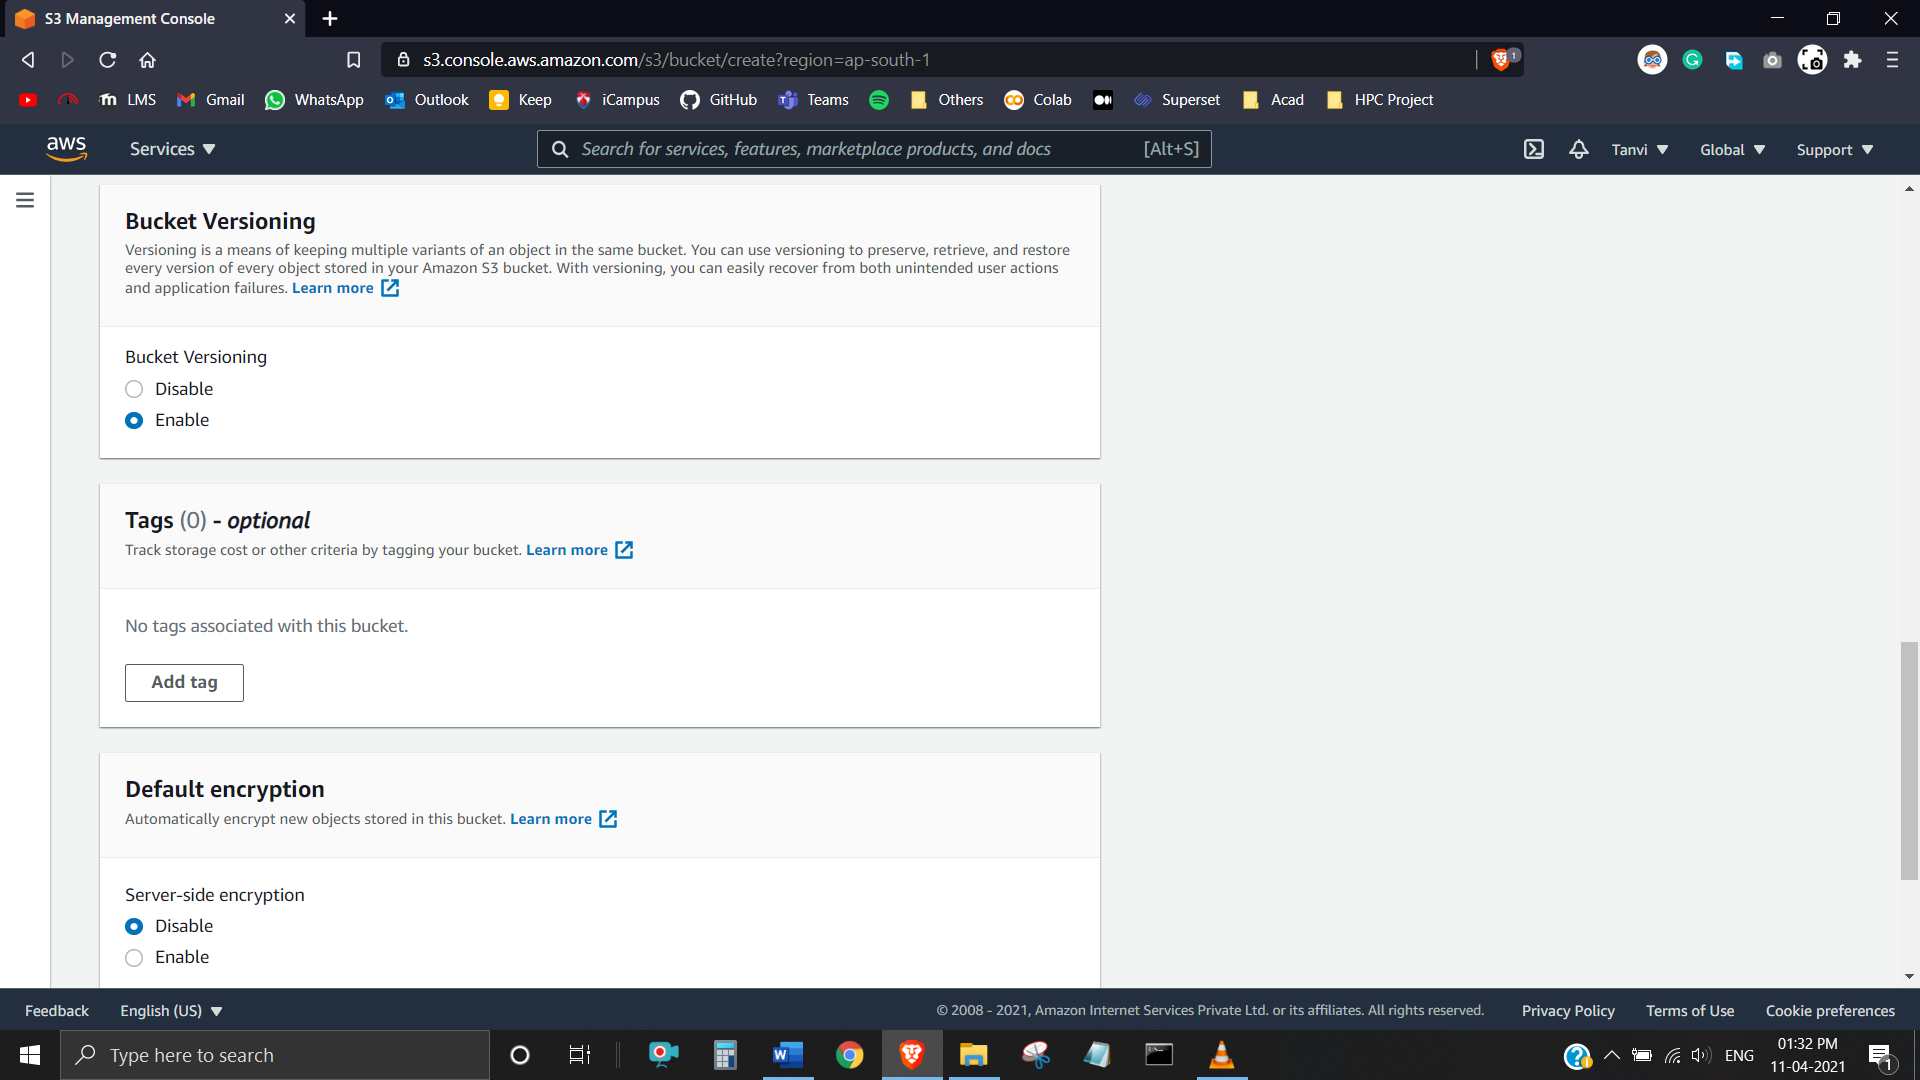 S3 Management Console
s3.console.aws.amazon.com/s3/bucket/create?region=ap-south-1
1
LMS
Gmail
WhatsApp
Outlook
Keep
iCampus
GitHub
Teams
Others
Colab
Superset
Acad
HPC Project
aws
Services
Search for services, features, marketplace products, and docs
[Alt+S]
Tanvi
Global
Support
Bucket Versioning
Versioning is a means of keeping multiple variants of an object in the same bucket. You can use versioning to preserve, retrieve, and restore
every version of every object stored in your Amazon S3 bucket. With versioning, you can easily recover from both unintended user actions
and application failures. Learn more
Bucket Versioning
Disable
Enable
Tags (0) - optional
Track storage cost or other criteria by tagging your bucket. Learn more
No tags associated with this bucket.
Add tag
Default encryption
Automatically encrypt new objects stored in this bucket. Learn more
Server-side encryption
Disable
Enable
Feedback
English (US)
© 2008 - 2021, Amazon Internet Services Private Ltd. or its affiliates. All rights reserved.
Privacy Policy
Terms of Use
Cookie preferences
Type here to search
ENG
01:32 PM
11-04-2021
1